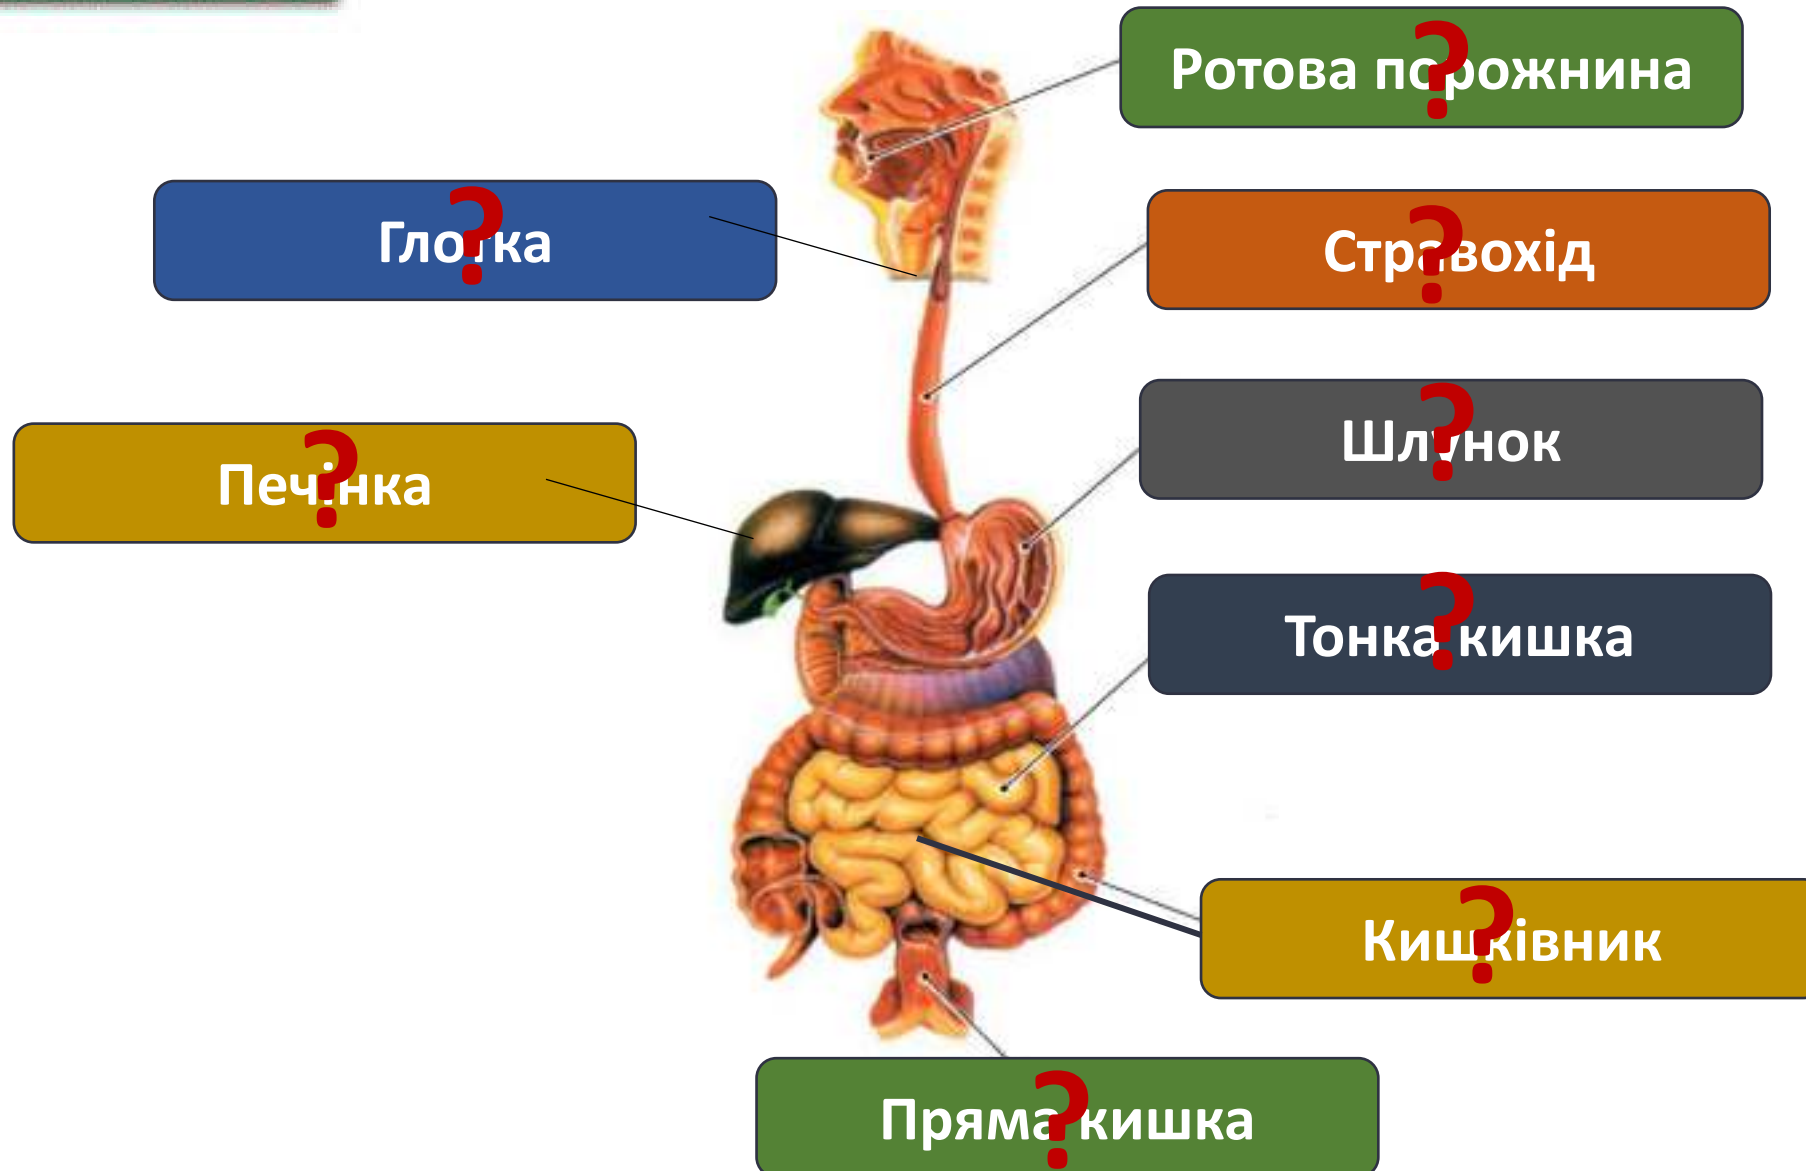 Ротова порожнина
?
Глотка
?
Стравохід
?
Шлунок
?
Печінка
?
Тонка кишка
?
Кишківник
?
Пряма кишка
?